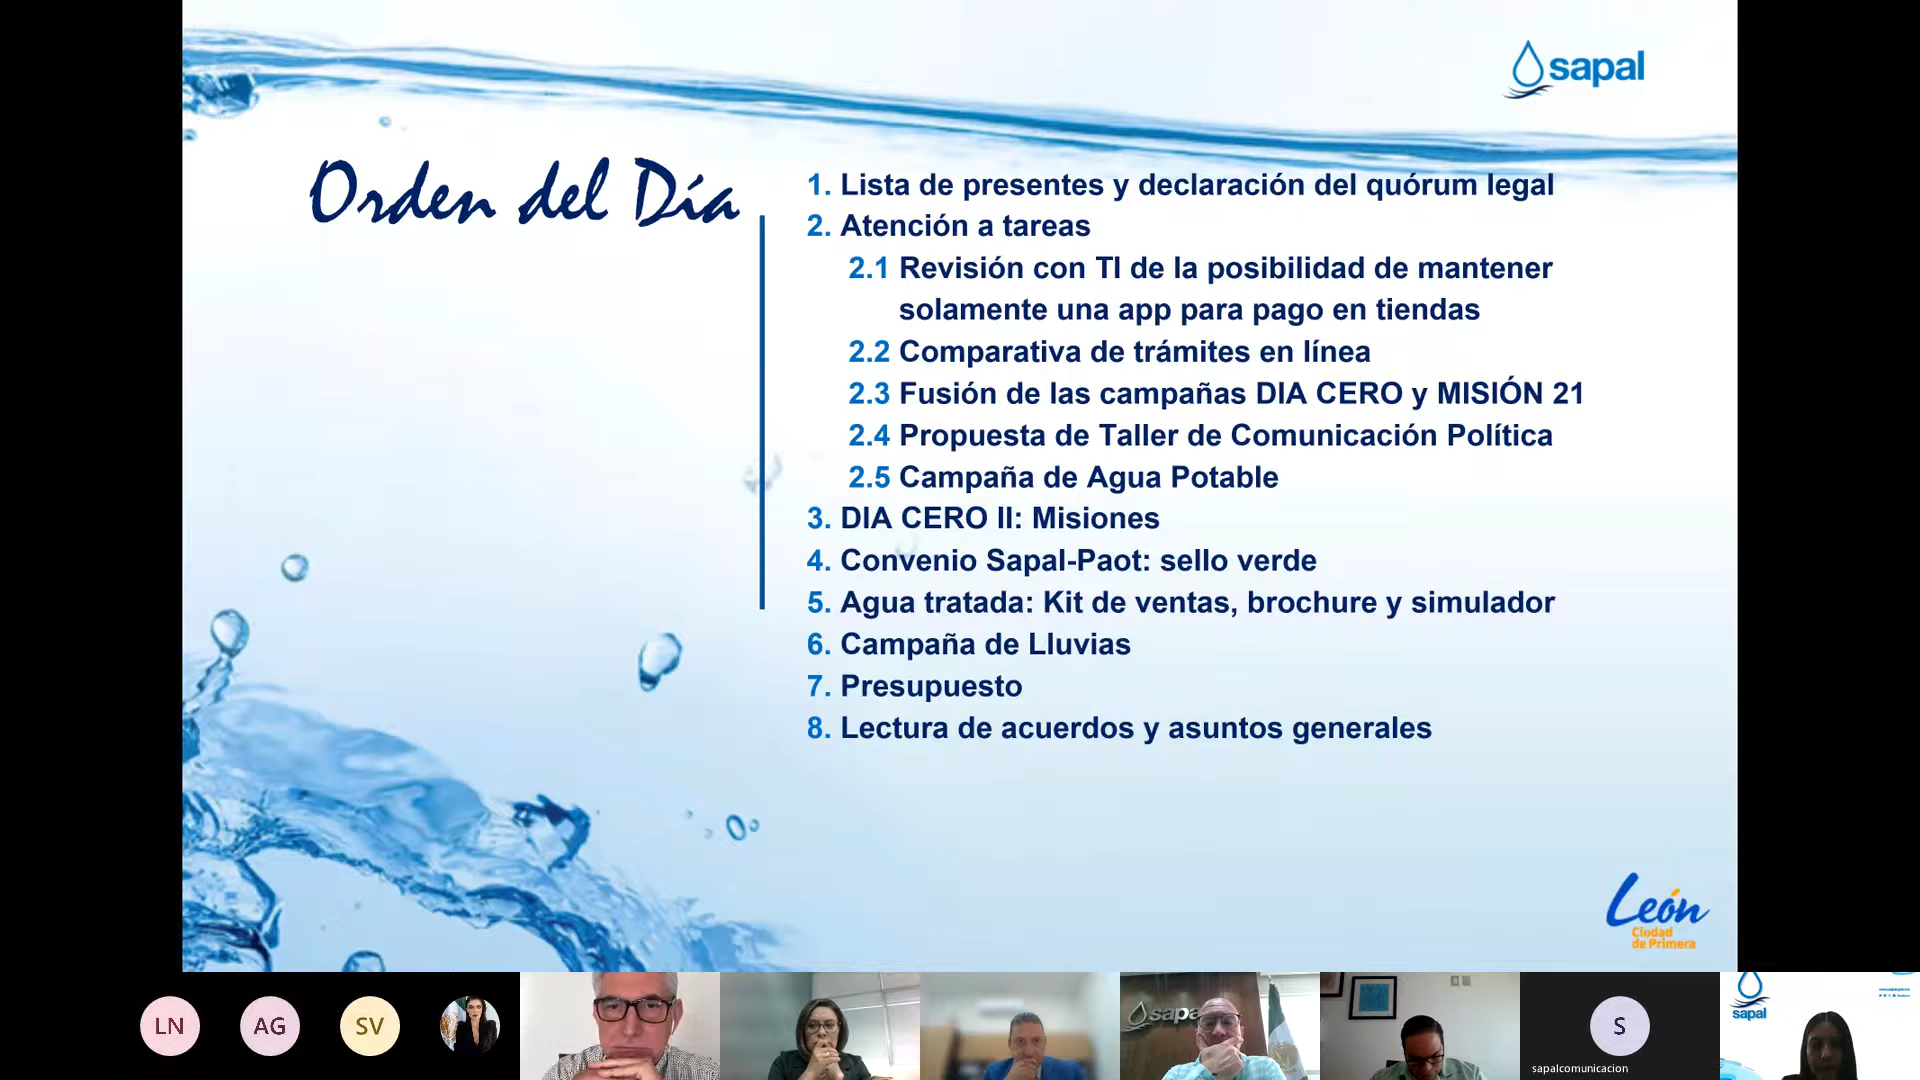 sapal
Orden del Día
1. Lista de presentes y declaración del quórum legal
2. Atención a tareas
2.1 Revisión con TI de la posibilidad de mantener
solamente una app para pago en tiendas
2.2 Comparativa de trámites en línea
2.3 Fusión de las campañas DIA CERO y MISIÓN 21
2.4 Propuesta de Taller de Comunicación Política
2.5 Campaña de Agua Potable
3. DIA CERO II: Misiones
4. Convenio Sapal-Paot: sello verde
5. Agua tratada: Kit de ventas, brochure y simulador
6. Campaña de Lluvias
7. Presupuesto
8. Lectura de acuerdos y asuntos generales
León
Ciudad
de Primera
LN
AG
SV
sapa
S
sapalcomunicacion
sapal